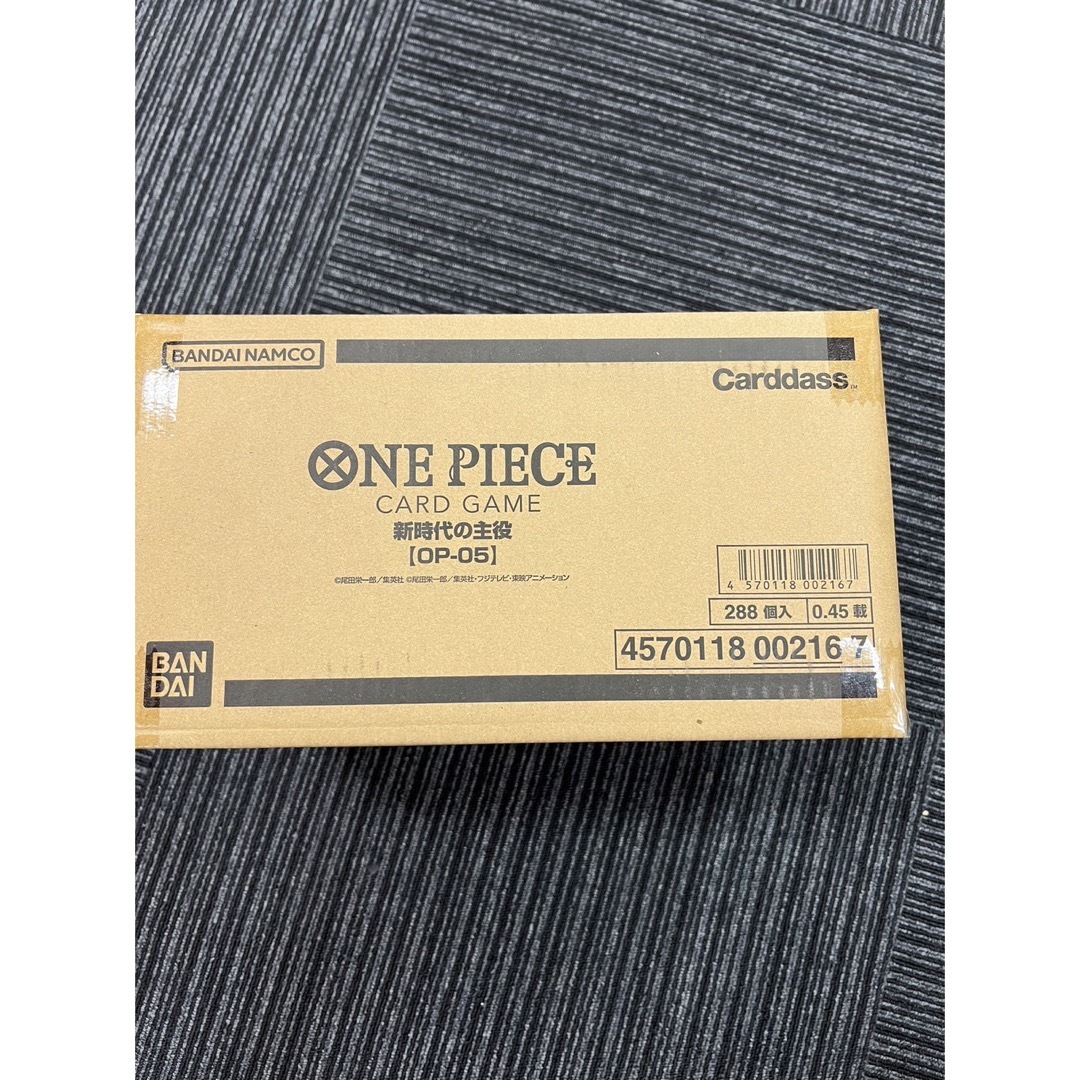 BANDAI NAMCO
Carddass™
ONE PIECE
CARD GAME
新時代の主役
【OP-05】
©尾田栄一郎／集英社 ©尾田栄一郎／集英社・フジテレビ・東映アニメーション
4 570118 002167
288 個入 0.45 載
4570118 00216 7
BAN
DAI